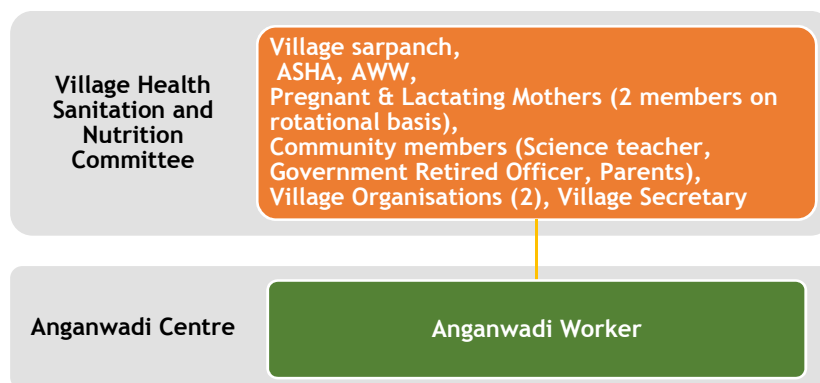 Village Health
Sanitation and
Nutrition
Committee
Village sarpanch,
ASHA, AWW,
Pregnant & Lactating Mothers (2 members on
rotational basis),
Community members (Science teacher,
Government Retired Officer, Parents),
Village Organisations (2), Village Secretary
Anganwadi Centre
Anganwadi Worker